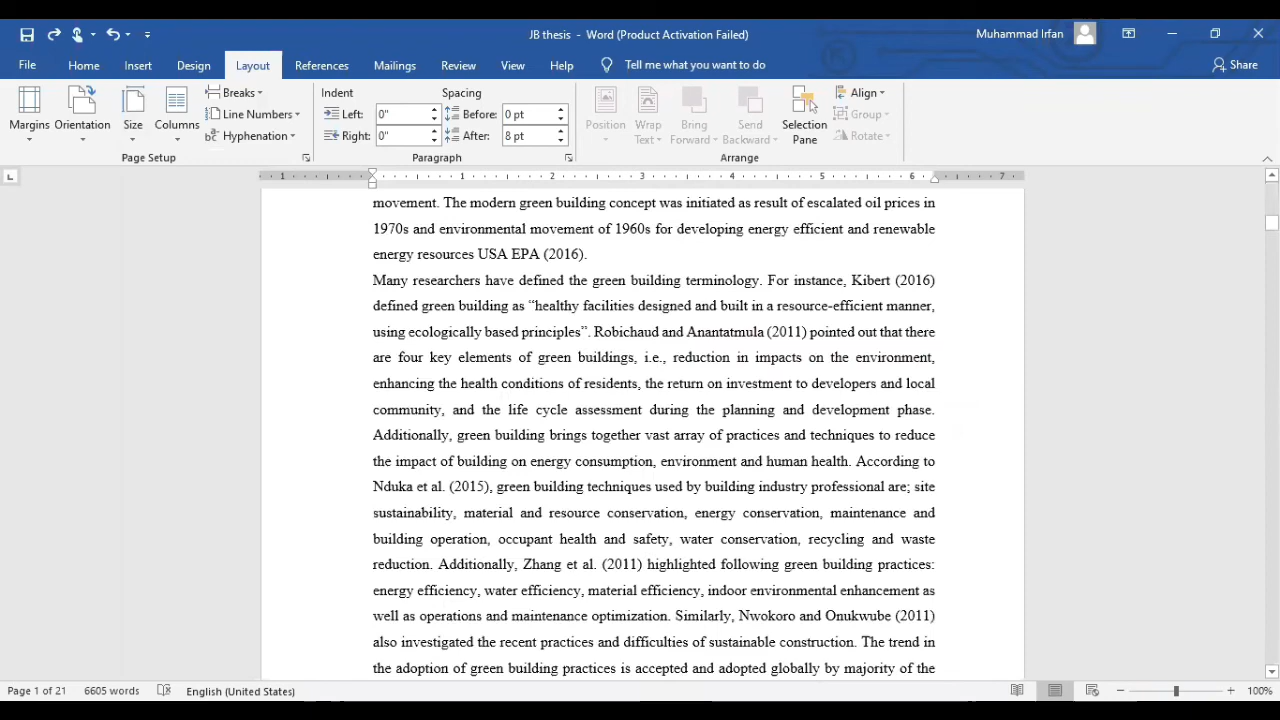 JB thesis - Word (Product Activation Failed)
Muhammad Irfan
File Home Insert Design Layout References Mailings Review View Help Tell me what you want to do Share
Margins Orientation Size Columns
Breaks
Line Numbers
Hyphenation
Page Setup
Indent
Left: 0"
Right: 0"
Spacing
Before: 0 pt
After: 8 pt
Paragraph
Position
Wrap Text
Bring Forward
Send Backward
Selection Pane
Align
Group
Rotate
Arrange
1 1 2 3 4 5 6 7
movement. The modern green building concept was initiated as result of escalated oil prices in
1970s and environmental movement of 1960s for developing energy efficient and renewable
energy resources USA EPA (2016).
Many researchers have defined the green building terminology. For instance, Kibert (2016)
defined green building as “healthy facilities designed and built in a resource-efficient manner,
using ecologically based principles”. Robichaud and Anantatmula (2011) pointed out that there
are four key elements of green buildings, i.e., reduction in impacts on the environment,
enhancing the health conditions of residents, the return on investment to developers and local
community, and the life cycle assessment during the planning and development phase.
Additionally, green building brings together vast array of practices and techniques to reduce
the impact of building on energy consumption, environment and human health. According to
Nduka et al. (2015), green building techniques used by building industry professional are; site
sustainability, material and resource conservation, energy conservation, maintenance and
building operation, occupant health and safety, water conservation, recycling and waste
reduction. Additionally, Zhang et al. (2011) highlighted following green building practices:
energy efficiency, water efficiency, material efficiency, indoor environmental enhancement as
well as operations and maintenance optimization. Similarly, Nwokoro and Onukwube (2011)
also investigated the recent practices and difficulties of sustainable construction. The trend in
the adoption of green building practices is accepted and adopted globally by majority of the
Page 1 of 21 6605 words English (United States) 100%